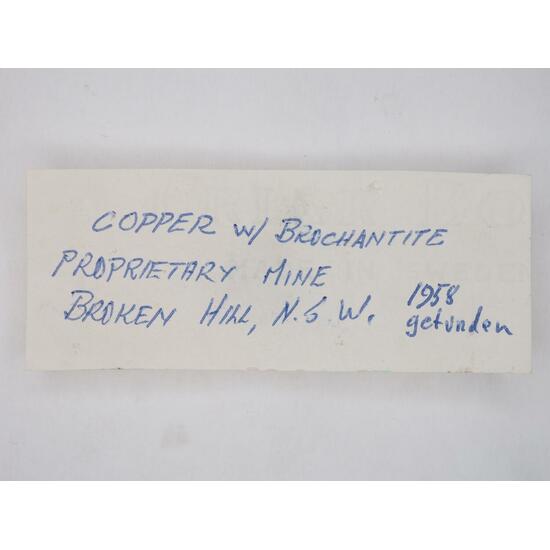 COPPER W/ BROCHANTITE
PROPRIETARY MINE
BROKEN HILL, N.S.W. 1958
gefunden